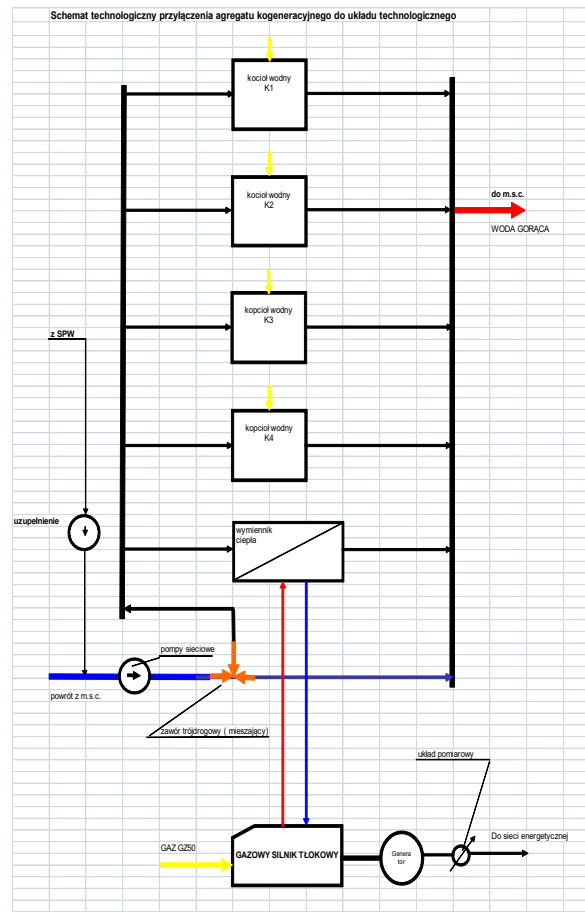 Schemat technologiczny przyłączenia agregatu kogeneracyjnego do układu technologicznego
kocioł wodny
K1
kocioł wodny
K2
do m.s.c.
WODA GORĄCA
kopcioł wodny
K3
z SPW
kopcioł wodny
K4
uzupełnienie
wymiennik
ciepła
pompy sieciowe
powrót z m.s.c.
zawór trójdrogowy ( mieszający)
układ pomiarowy
GAZ GZ50
GAZOWY SILNIK TŁOKOWY
Genera
tor
Do sieci energetycznej